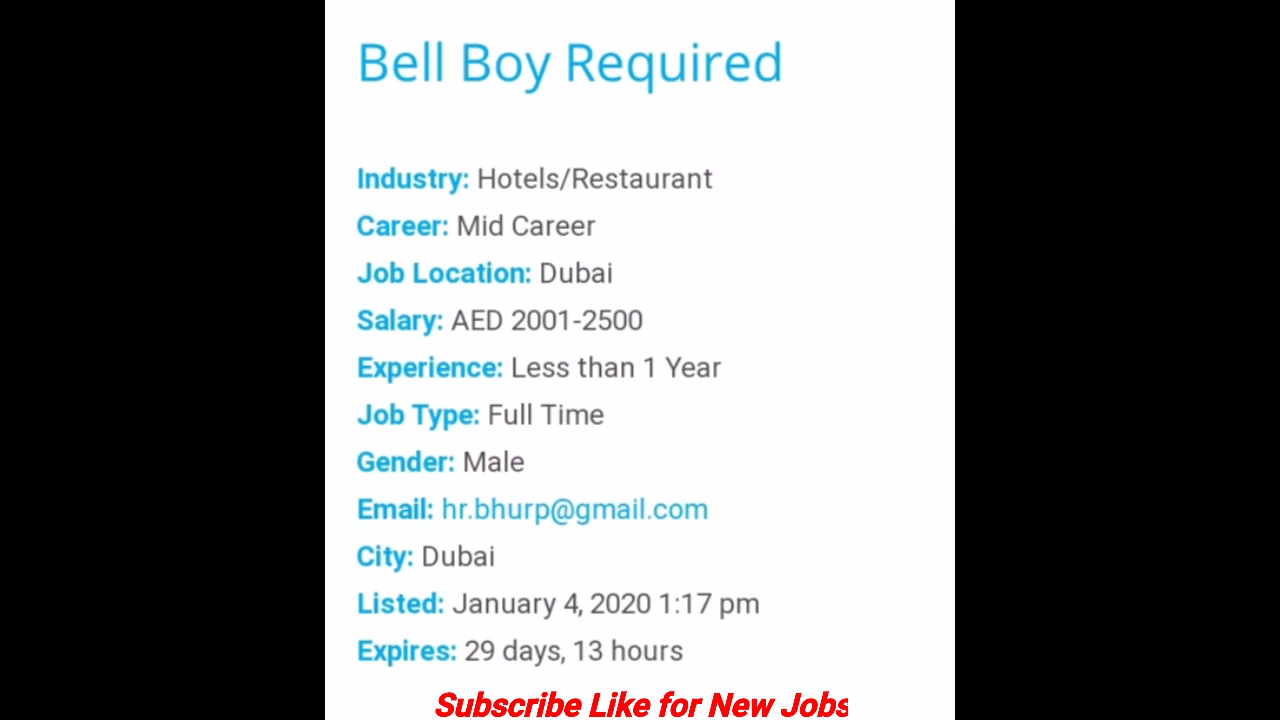 Bell Boy Required
Industry: Hotels/Restaurant
Career: Mid Career
Job Location: Dubai
Salary: AED 2001-2500
Experience: Less than 1 Year
Job Type: Full Time
Gender: Male
Email: hr.bhurp@gmail.com
City: Dubai
Listed: January 4, 2020 1:17 pm
Expires: 29 days, 13 hours
Subscribe Like for New Jobs